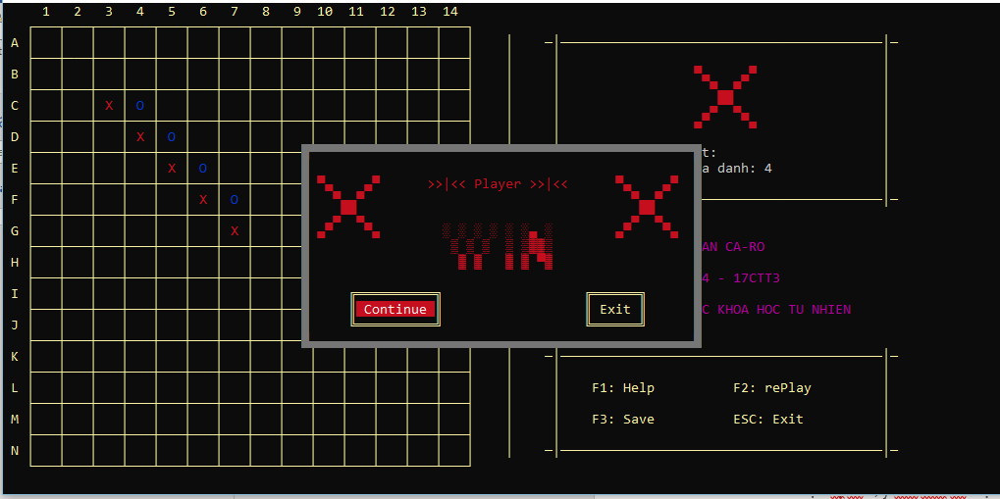 1 2 3 4 5 6 7 8 9 10 11 12 13 14
A
B
C X O
D X O
E X O
F X O
G X
H
I
J
K
L
M
N
t:
a danh: 4
>>|<< Player >>|<<
WIN
Continue Exit
AN CA-RO
4 - 17CTT3
C KHOA HOC TU NHIEN
F1: Help F2: rePlay
F3: Save ESC: Exit